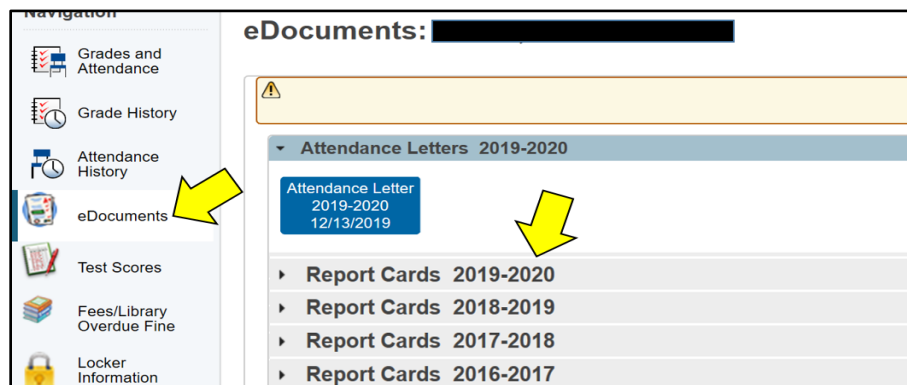 Navigation
Grades and
Attendance
Grade History
Attendance
History
eDocuments
Test Scores
Fees/Library
Overdue Fine
Locker
Information
eDocuments:
Attendance Letters 2019-2020
Attendance Letter
2019-2020
12/13/2019
Report Cards 2019-2020
Report Cards 2018-2019
Report Cards 2017-2018
Report Cards 2016-2017